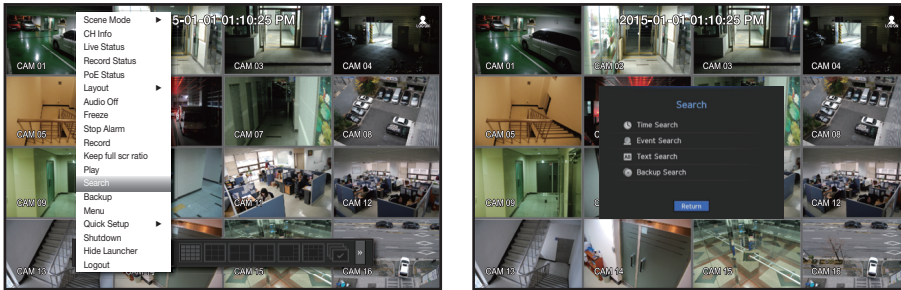 5-01-01 01:10:25 PM
LOGON
CAM 01
CAM 03
CAM 04
CAM 05
CAM 07
CAM 08
CAM 09
CAM 11
CAM 12
CAM 13
CAM 15
CAM 16
Scene Mode
CH Info
Live Status
Record Status
PoE Status
Layout
Audio Off
Freeze
Stop Alarm
Record
Keep full scr ratio
Play
Search
Backup
Menu
Quick Setup
Shutdown
Hide Launcher
Logout
»
2015-01-01 01:10:25 PM
CAM 01
CAM 02
CAM 03
CAM 04
CAM 05
C
CAM 08
CAM 09
CAM 12
CAM 13
CAM 14
CAM 15
CAM 16
Search
Time Search
Event Search
Text Search
Backup Search
Return